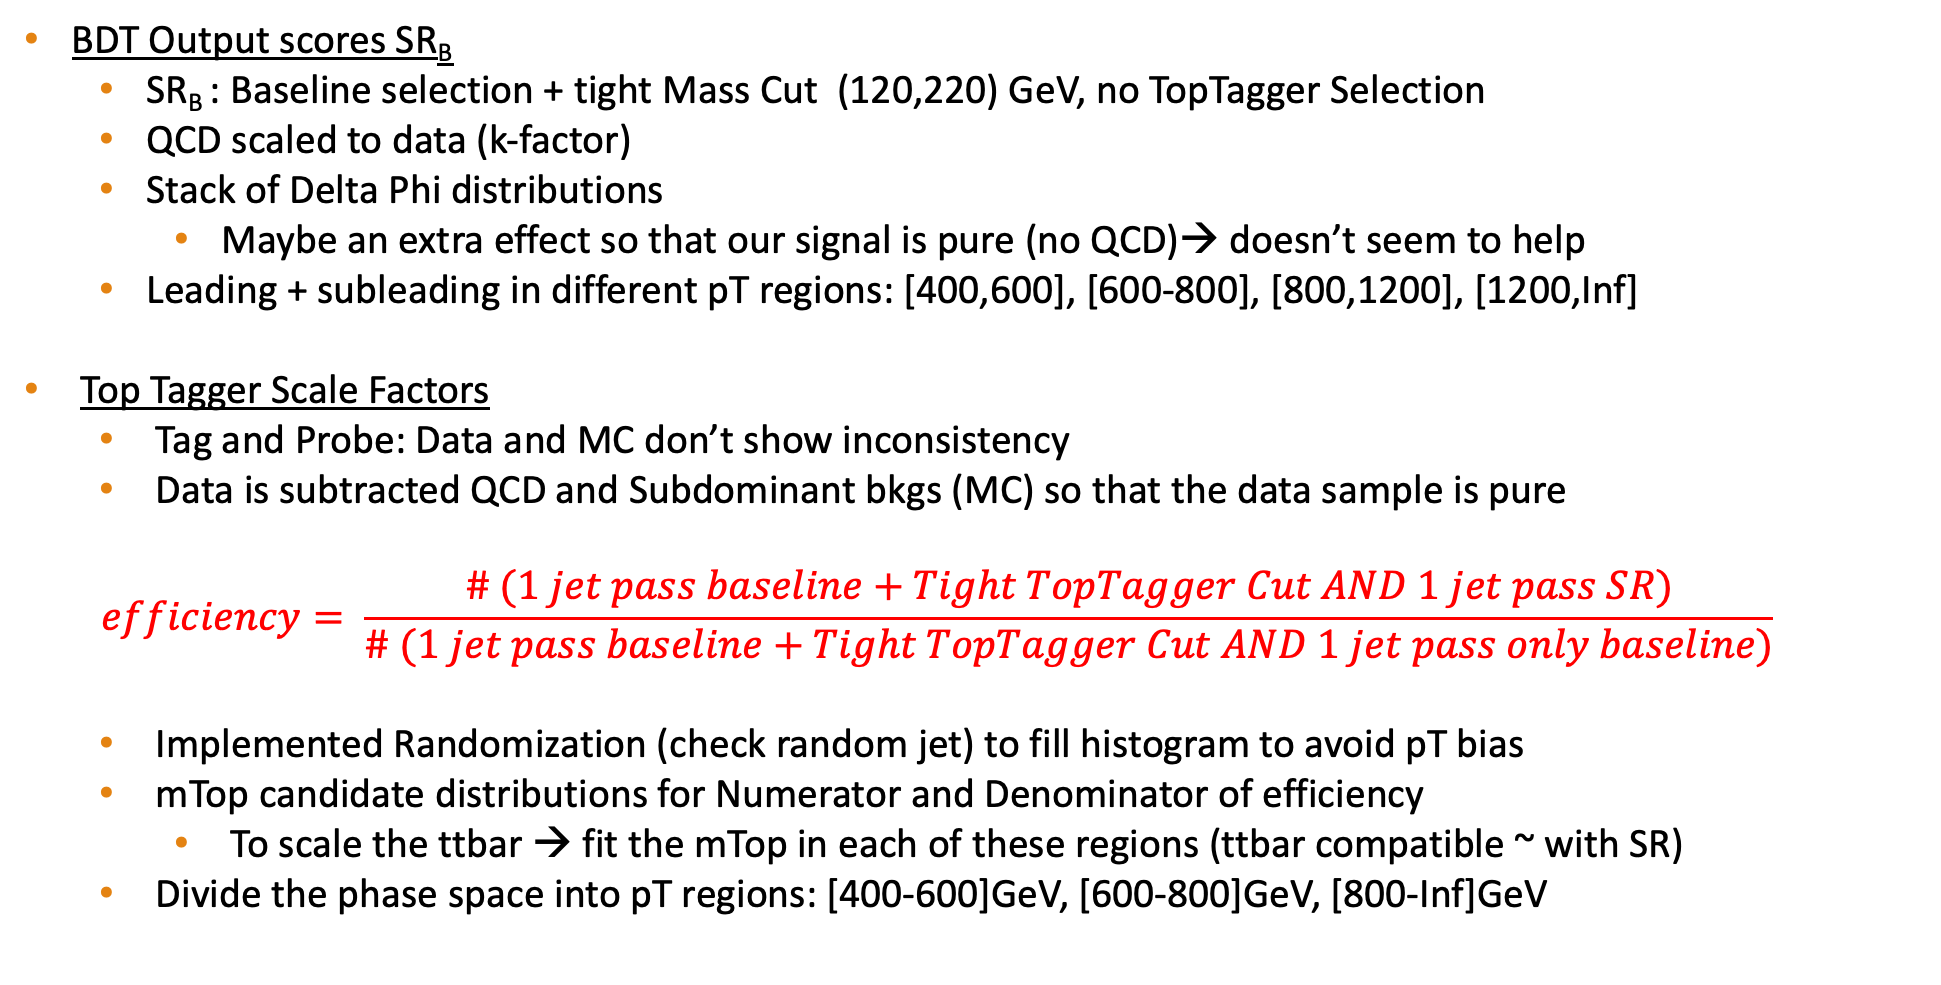 • BDT Output scores SR_B
• SR_B : Baseline selection + tight Mass Cut (120,220) GeV, no TopTagger Selection
• QCD scaled to data (k-factor)
• Stack of Delta Phi distributions
• Maybe an extra effect so that our signal is pure (no QCD)→ doesn’t seem to help
• Leading + subleading in different pT regions: [400,600], [600-800], [800,1200], [1200,Inf]
• Top Tagger Scale Factors
• Tag and Probe: Data and MC don’t show inconsistency
• Data is subtracted QCD and Subdominant bkgs (MC) so that the data sample is pure
# (1 jet pass baseline + Tight TopTagger Cut AND 1 jet pass SR)
efficiency =
# (1 jet pass baseline + Tight TopTagger Cut AND 1 jet pass only baseline)
• Implemented Randomization (check random jet) to fill histogram to avoid pT bias
• mTop candidate distributions for Numerator and Denominator of efficiency
• To scale the ttbar → fit the mTop in each of these regions (ttbar compatible ~ with SR)
• Divide the phase space into pT regions: [400-600]GeV, [600-800]GeV, [800-Inf]GeV